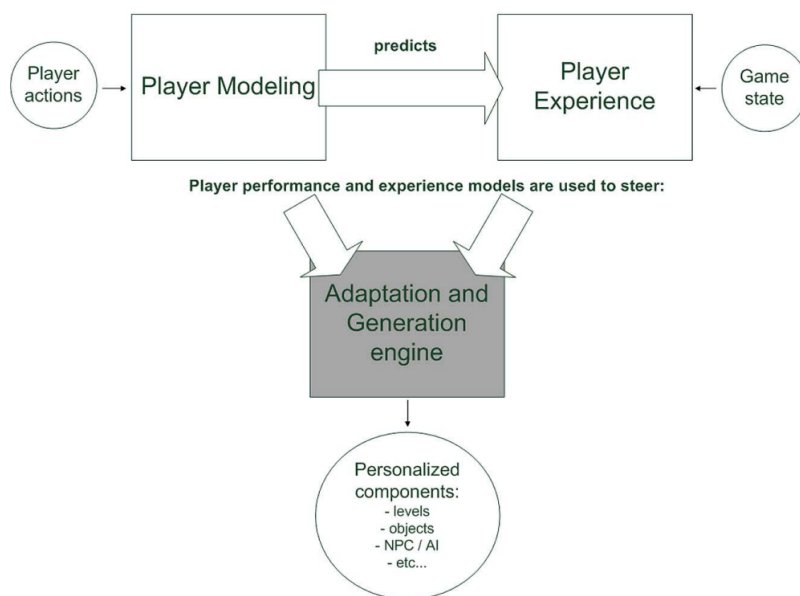 predicts
Player
actions
Player Modeling
Player
Experience
Game
state
Player performance and experience models are used to steer:
Adaptation and
Generation
engine
Personalized
components:
- levels
- objects
- NPC / AI
- etc...